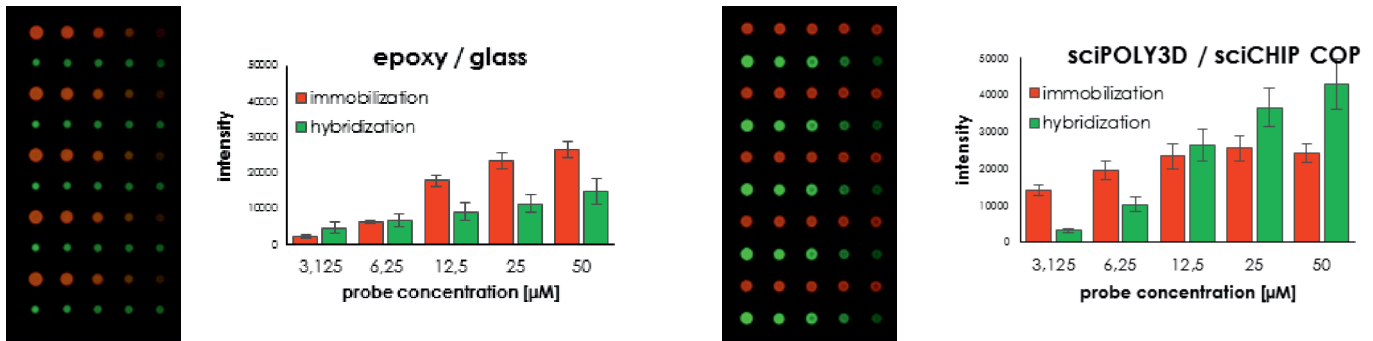 epoxy / glass
50000
40000
30000
20000
10000
0
intensity
immobilization
hybridization
3,125 6,25 12,5 25 50
probe concentration [µM]
sciPOLY3D / sciCHIP COP
50000
40000
30000
20000
10000
0
intensity
immobilization
hybridization
3,125 6,25 12,5 25 50
probe concentration [µM]